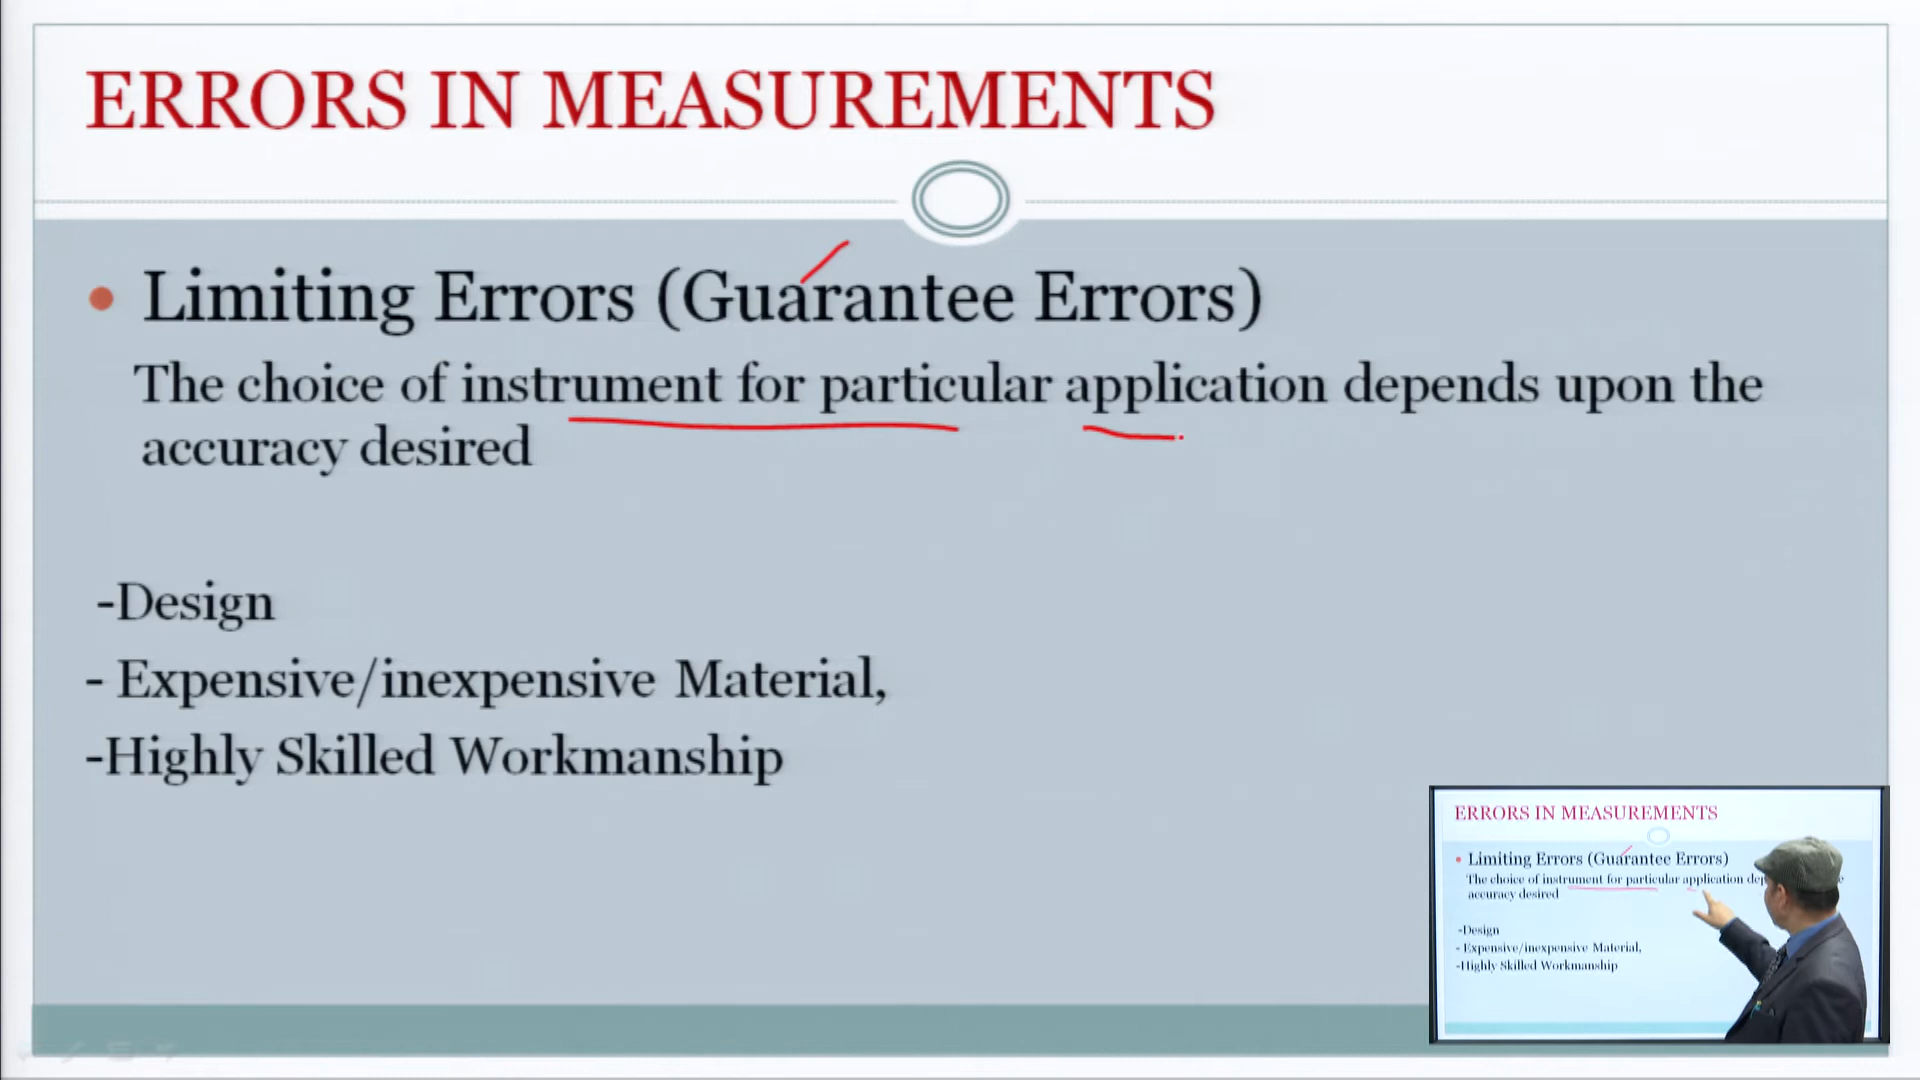 ERRORS IN MEASUREMENTS
• Limiting Errors (Guarantee Errors)
The choice of instrument for particular application depends upon the
accuracy desired
-Design
- Expensive/inexpensive Material,
-Highly Skilled Workmanship
ERRORS IN MEASUREMENTS
• Limiting Errors (Guarantee Errors)
The choice of instrument for particular application dep
accuracy desired
-Design
- Expensive/inexpensive Material,
-Highly Skilled Workmanship